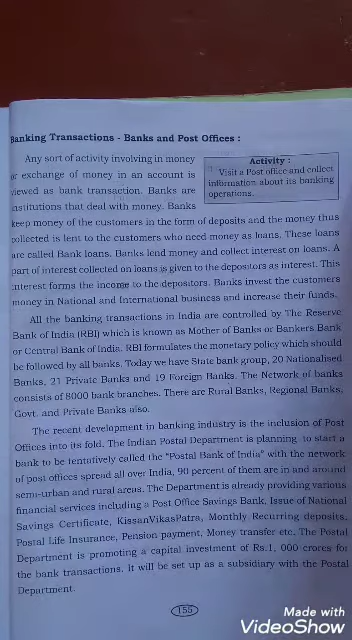 Banking Transactions - Banks and Post Offices :
Any sort of activity involving in money
or exchange of money in an account is
viewed as bank transaction. Banks are
institutions that deal with money. Banks
Activity :
Visit a Post office and collect
information about its banking
operations.
keep money of the customers in the form of deposits and the money thus
collected is lent to the customers who need money as loans. These loans
are called Bank loans. Banks lend money and collect interest on loans. A
part of interest collected on loans is given to the depositors as interest. This
interest forms the income to the depositors. Banks invest the customers
money in National and International business and increase their funds.
All the banking transactions in India are controlled by The Reserve
Bank of India (RBI) which is known as Mother of Banks or Bankers Bank
or Central Bank of India. RBI formulates the monetary policy which should
be followed by all banks. Today we have State bank group, 20 Nationalised
Banks, 21 Private Banks and 19 Foreign Banks. The Network of banks
consists of 8000 bank branches. There are Rural Banks, Regional Banks,
Govt. and Private Banks also.
The recent development in banking industry is the inclusion of Post
Offices into its fold. The Indian Postal Department is planning to start a
bank to be tentatively called the "Postal Bank of India" with the network
of post offices spread all over India, 90 percent of them are in and around
semi-urban and rural areas. The Department is already providing various
financial services including a Post Office Savings Bank, Issue of National
Savings Certificate, KissanVikasPatra, Monthly Recurring deposits,
Postal Life Insurance, Pension payment, Money transfer etc. The Postal
Department is promoting a capital investment of Rs.1, 000 crores for
the bank transactions. It will be set up as a subsidiary with the Postal
Department.
155
Made with
VideoShow